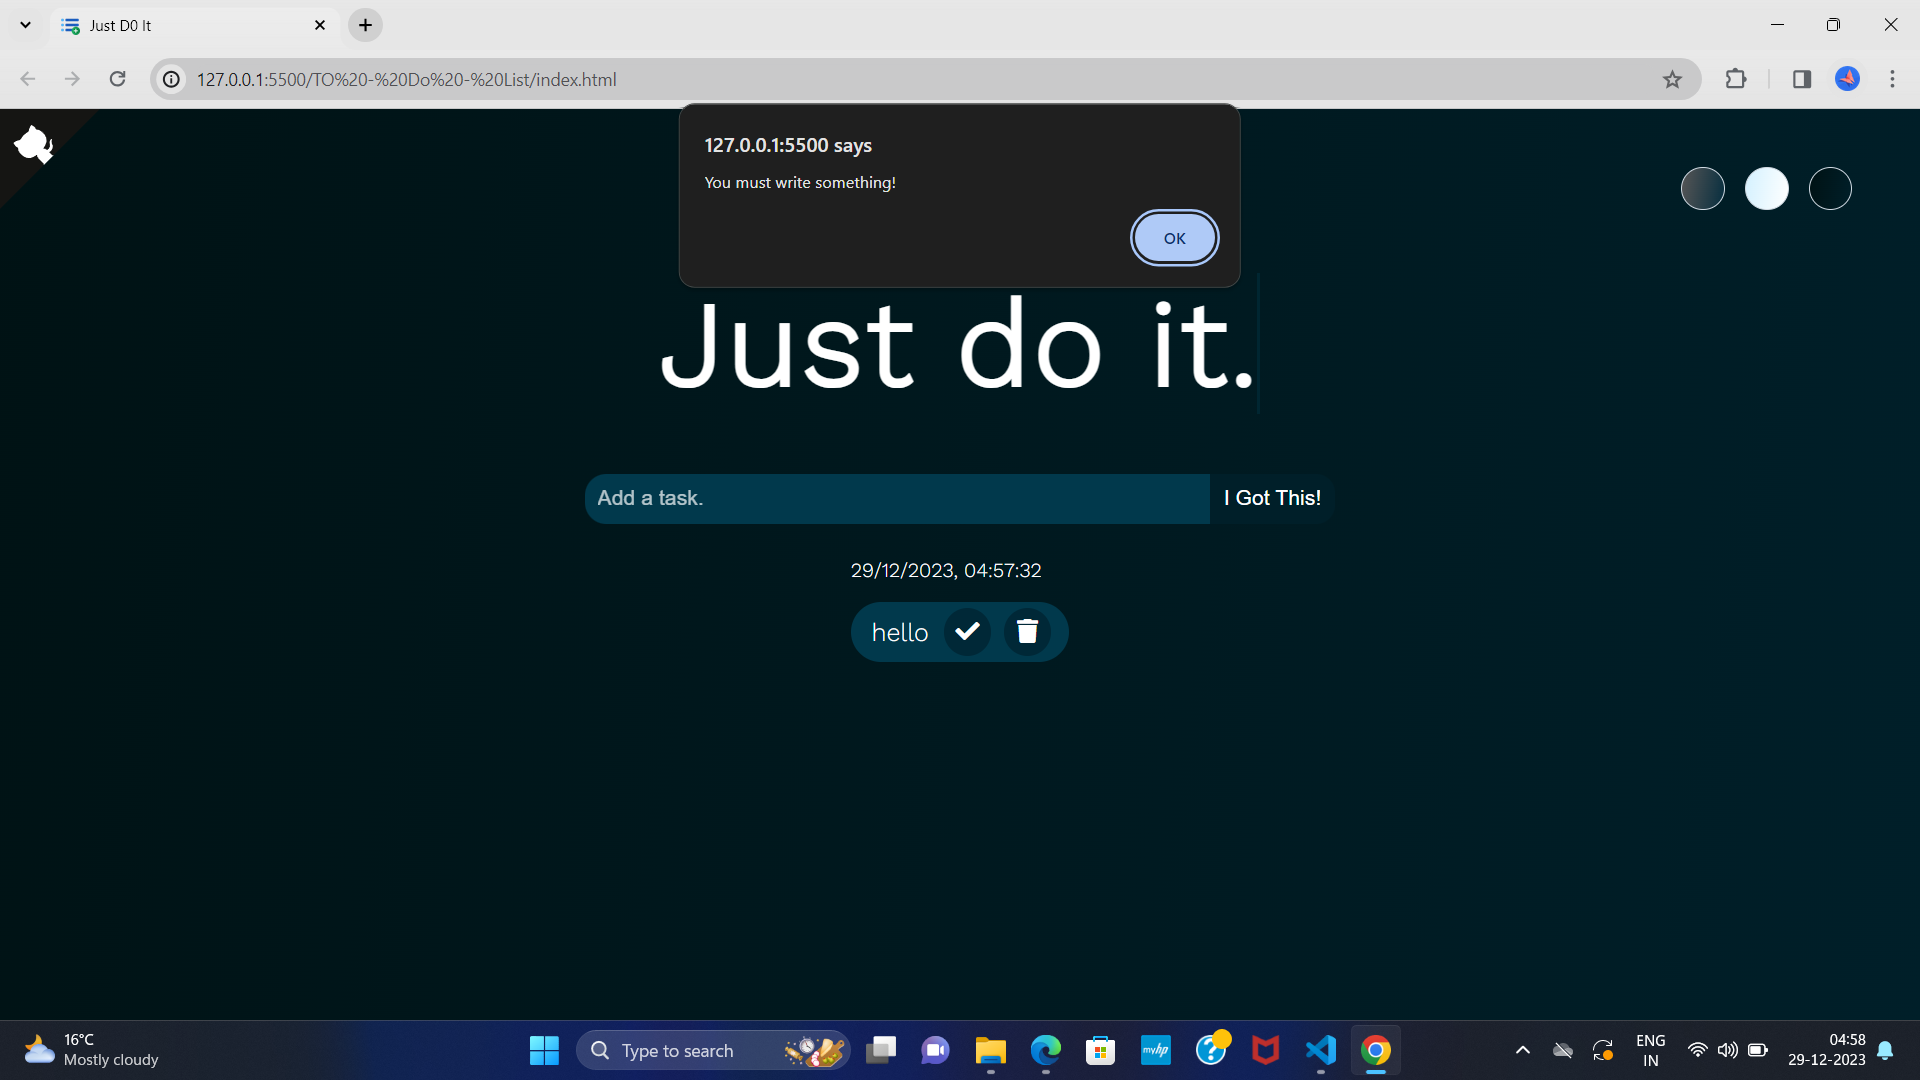 Just D0 It
127.0.0.1:5500/TO%20-%20Do%20-%20List/index.html
127.0.0.1:5500 says
You must write something!
OK
Just do it.
Add a task.
I Got This!
29/12/2023, 04:57:32
hello
16°C
Mostly cloudy
Type to search
myhp
ENG
IN
04:58
29-12-2023